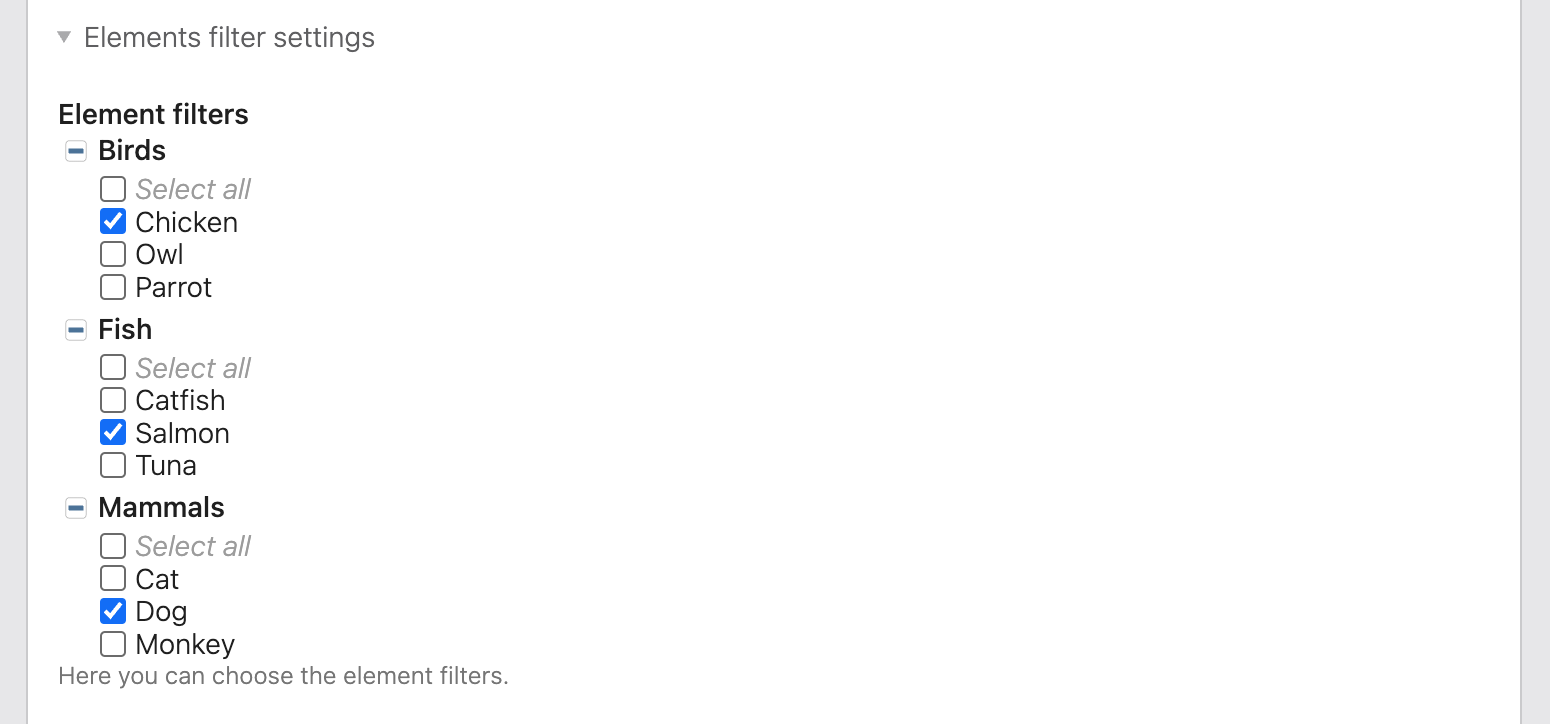 Elements filter settings
Element filters
Birds
Select all
Chicken
Owl
Parrot
Fish
Select all
Catfish
Salmon
Tuna
Mammals
Select all
Cat
Dog
Monkey
Here you can choose the element filters.